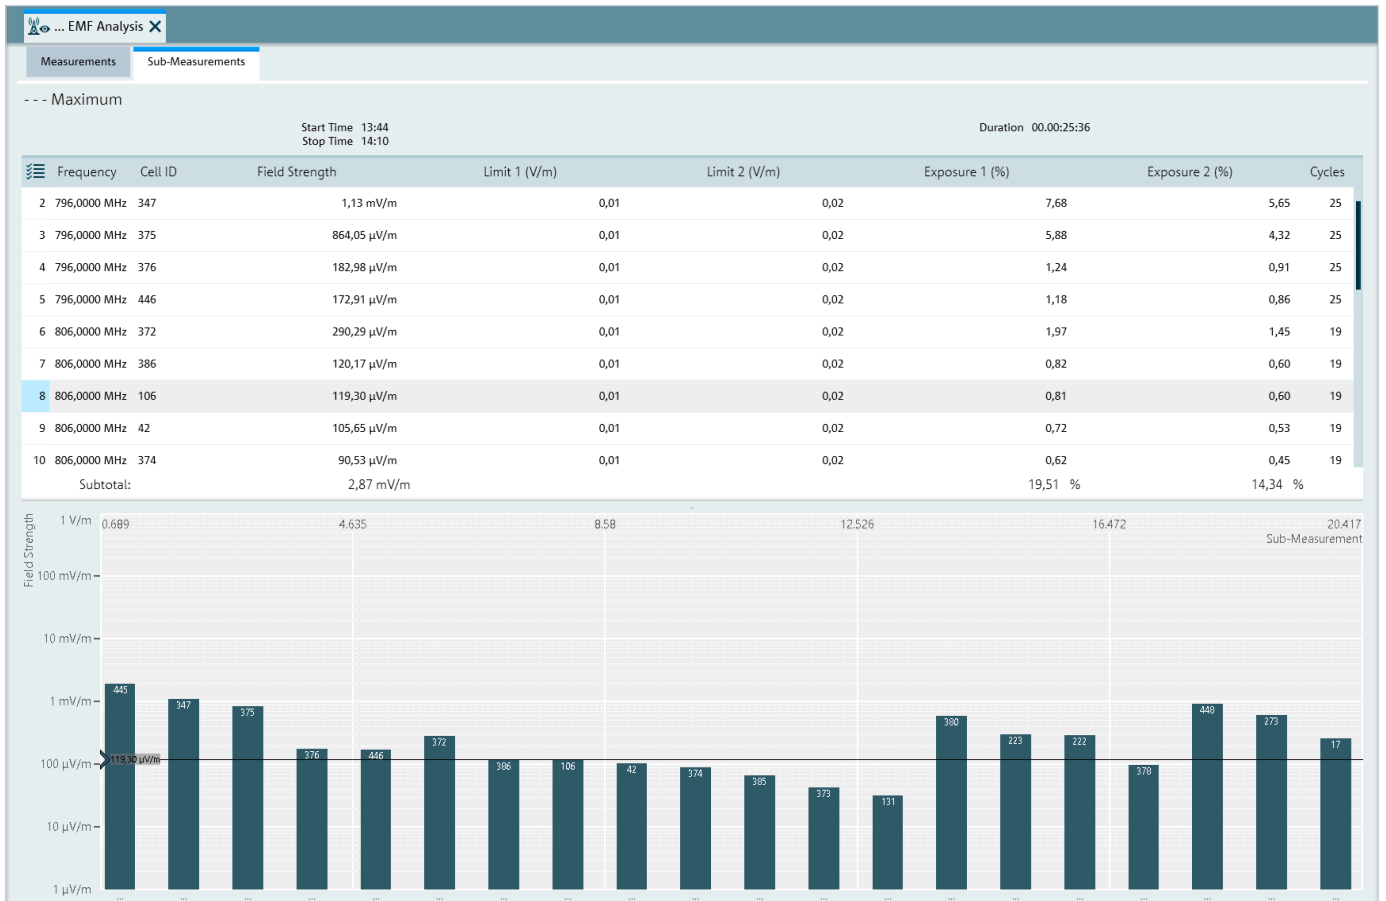 ... EMF Analysis
Measurements Sub-Measurements
--- Maximum
Start Time 13:44
Stop Time 14:10
Duration 00.00:25:36
Frequency Cell ID Field Strength Limit 1 (V/m) Limit 2 (V/m) Exposure 1 (%) Exposure 2 (%) Cycles
2 796,0000 MHz 347 1,13 mV/m 0,01 0,02 7,68 5,65 25
3 796,0000 MHz 375 864,05 µV/m 0,01 0,02 5,88 4,32 25
4 796,0000 MHz 376 182,98 µV/m 0,01 0,02 1,24 0,91 25
5 796,0000 MHz 446 172,91 µV/m 0,01 0,02 1,18 0,86 25
6 806,0000 MHz 372 290,29 µV/m 0,01 0,02 1,97 1,45 19
7 806,0000 MHz 386 120,17 µV/m 0,01 0,02 0,82 0,60 19
8 806,0000 MHz 106 119,30 µV/m 0,01 0,02 0,81 0,60 19
9 806,0000 MHz 42 105,65 µV/m 0,01 0,02 0,72 0,53 19
10 806,0000 MHz 374 90,53 µV/m 0,01 0,02 0,62 0,45 19
Subtotal: 2,87 mV/m 19,51 % 14,34 %
Field Strength
1 V/m 0.689 4.635 8.58 12.526 16.472 20.417
Sub-Measurement
100 mV/m
10 mV/m
1 mV/m
100 µV/m
10 µV/m
1 µV/m
119,30 µV/m
445 347 375 376 446 372 386 106 42 374 385 373 131 380 223 222 378 448 273 17
... ... ... ... ... ... ... ... ... ... ... ... ... ... ... ... ... ... ... ...